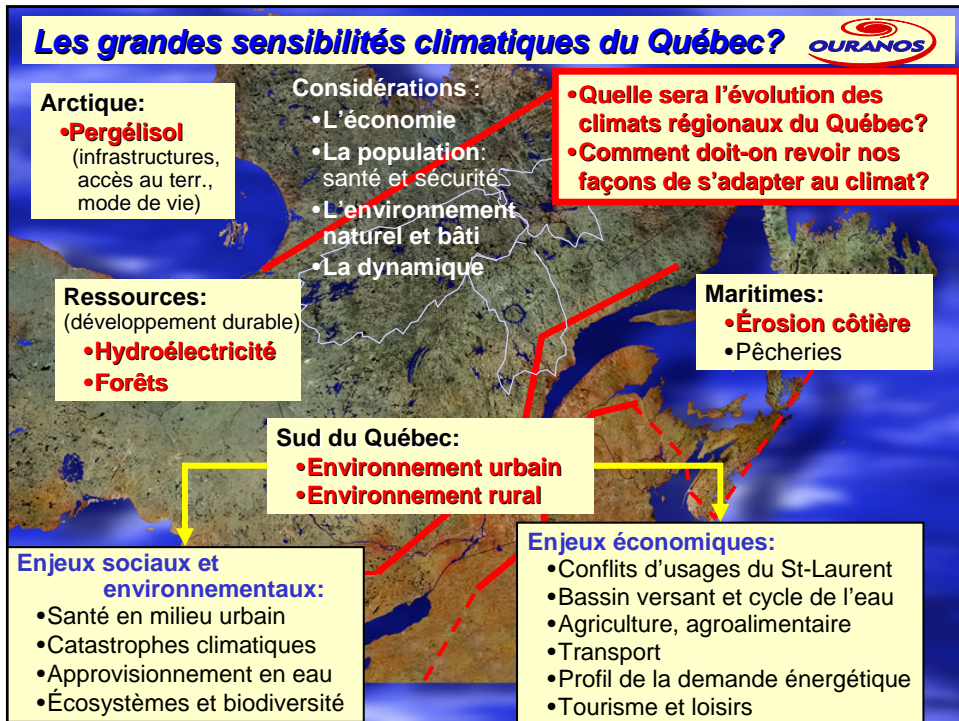 Les grandes sensibilités climatiques du Québec?
OURANOS
Arctique:
•Pergélisol
(infrastructures,
accès au terr.,
mode de vie)
Considérations :
•L'économie
•La population:
santé et sécurité
•L'environnement
naturel et bâti
•La dynamique
•Quelle sera l'évolution des
climats régionaux du Québec?
•Comment doit-on revoir nos
façons de s'adapter au climat?
Ressources:
(développement durable)
•Hydroélectricité
•Forêts
Maritimes:
•Érosion côtière
•Pêcheries
Sud du Québec:
•Environnement urbain
•Environnement rural
Enjeux sociaux et
environnementaux:
•Santé en milieu urbain
•Catastrophes climatiques
•Approvisionnement en eau
•Écosystèmes et biodiversité
Enjeux économiques:
•Conflits d'usages du St-Laurent
•Bassin versant et cycle de l'eau
•Agriculture, agroalimentaire
•Transport
•Profil de la demande énergétique
•Tourisme et loisirs